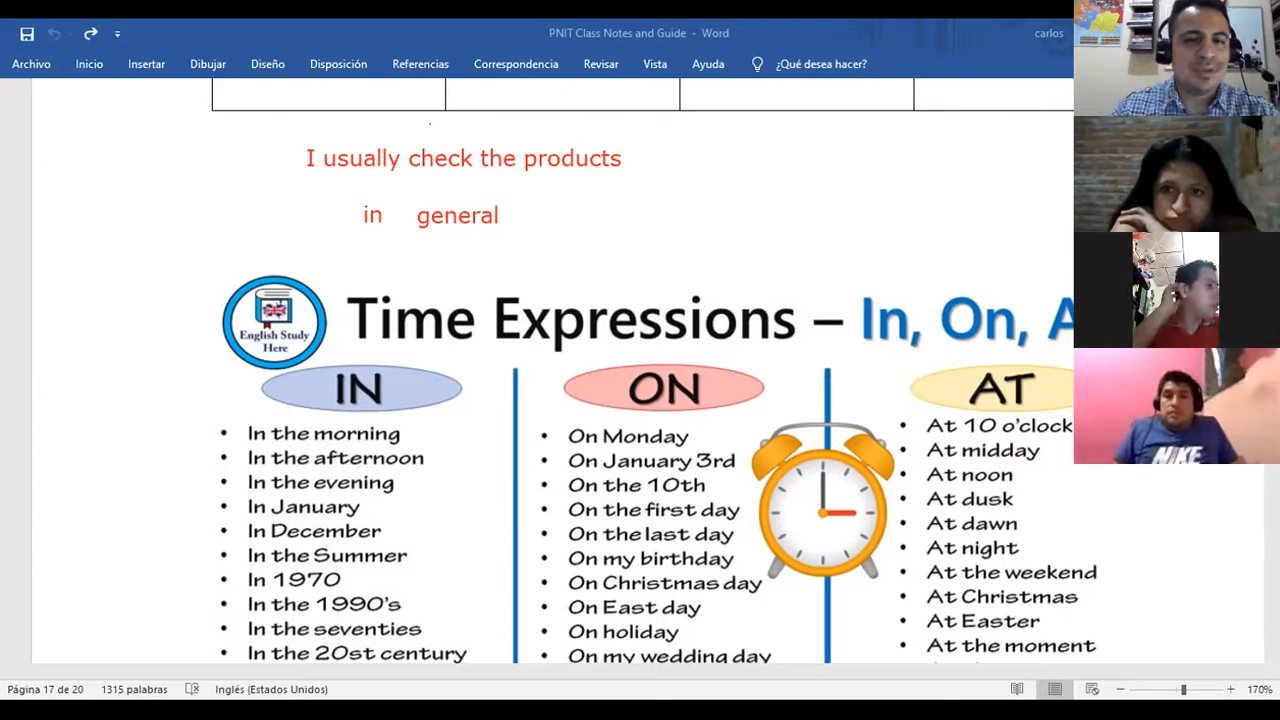 PNIT Class Notes and Guide - Word
carlos
Archivo Inicio Insertar Dibujar Diseño Disposición Referencias Correspondencia Revisar Vista Ayuda ¿Qué desea hacer?
I usually check the products
in general
English Study
Here
Time Expressions – In, On, A
IN
In the morning
In the afternoon
In the evening
In January
In December
In the Summer
In 1970
In the 1990's
In the seventies
In the 20st century
ON
On Monday
On January 3rd
On the 10th
On the first day
On the last day
On my birthday
On Christmas day
On East day
On holiday
On my wedding day
AT
At 10 o'clock
At midday
At noon
At dusk
At dawn
At night
At the weekend
At Christmas
At Easter
At the moment
NIKE
Página 17 de 20 1315 palabras Inglés (Estados Unidos) 170%